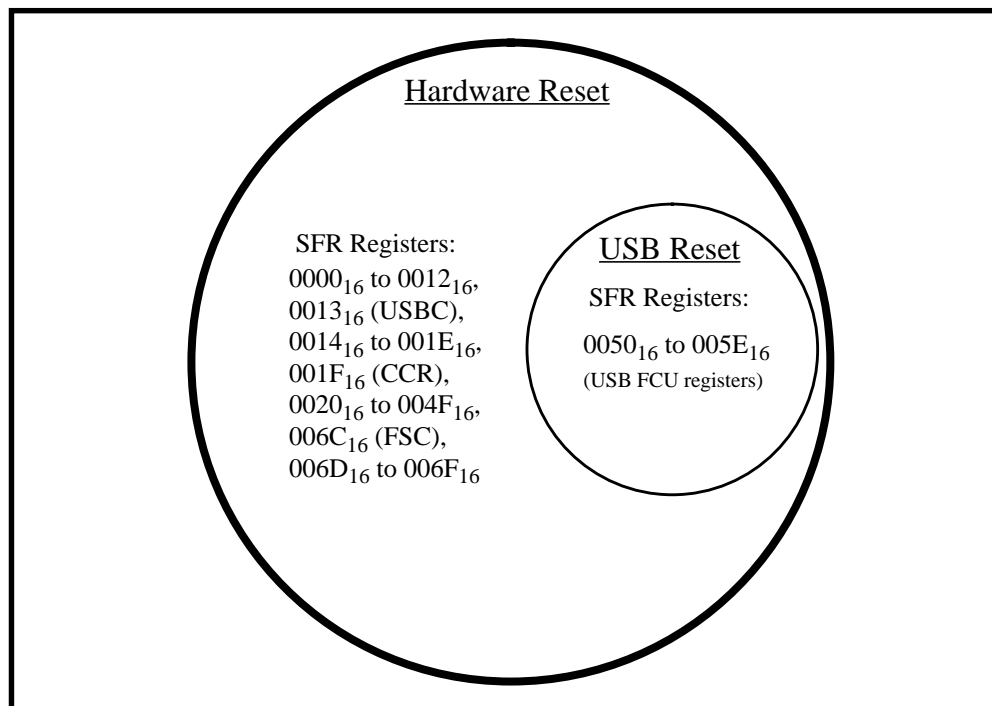 Hardware Reset
SFR Registers:
0000₁₆ to 0012₁₆,
0013₁₆ (USBC),
0014₁₆ to 001E₁₆,
001F₁₆ (CCR),
0020₁₆ to 004F₁₆,
006C₁₆ (FSC),
006D₁₆ to 006F₁₆
USB Reset
SFR Registers:
0050₁₆ to 005E₁₆
(USB FCU registers)